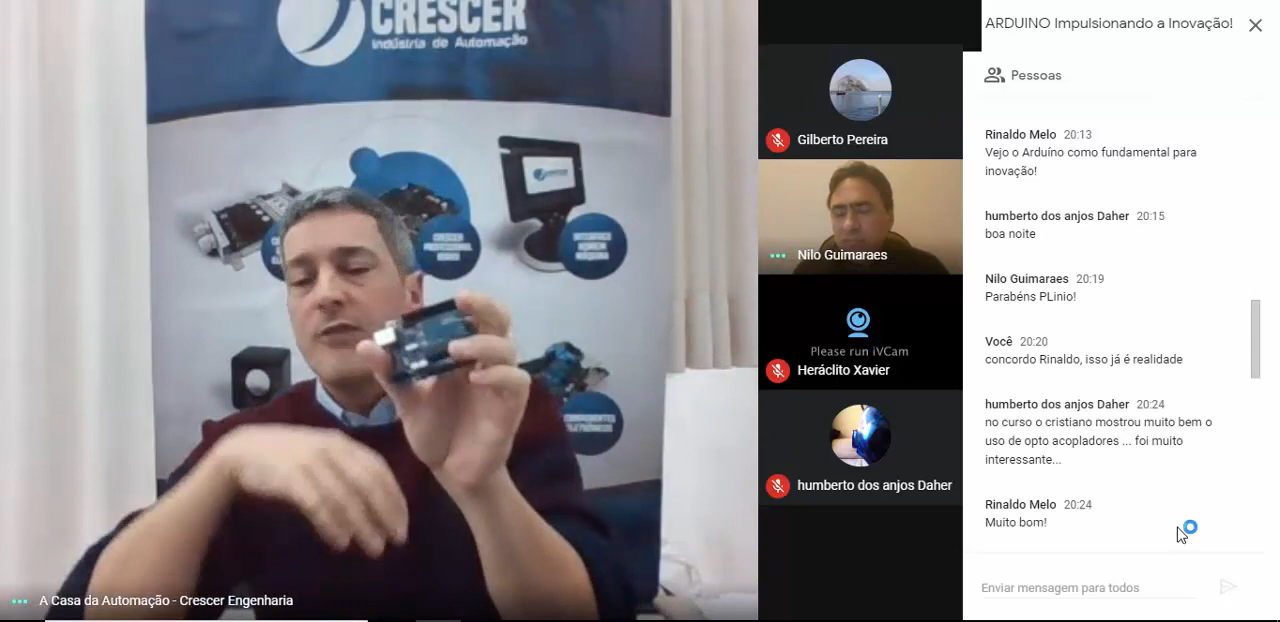 CRESCER
Indústria de Automação
A Casa da Automação - Crescer Engenharia
Gilberto Pereira
Nilo Guimaraes
Please run iVCam
Heráclito Xavier
humberto dos anjos Daher
ARDUINO Impulsionando a Inovação!
Pessoas
Rinaldo Melo 20:13
Vejo o Arduíno como fundamental para
inovação!
humberto dos anjos Daher 20:15
boa noite
Nilo Guimaraes 20:19
Parabéns PLinio!
Você 20:20
concordo Rinaldo, isso já é realidade
humberto dos anjos Daher 20:24
no curso o cristiano mostrou muito bem o
uso de opto acopladores ... foi muito
interessante...
Rinaldo Melo 20:24
Muito bom!
Enviar mensagem para todos